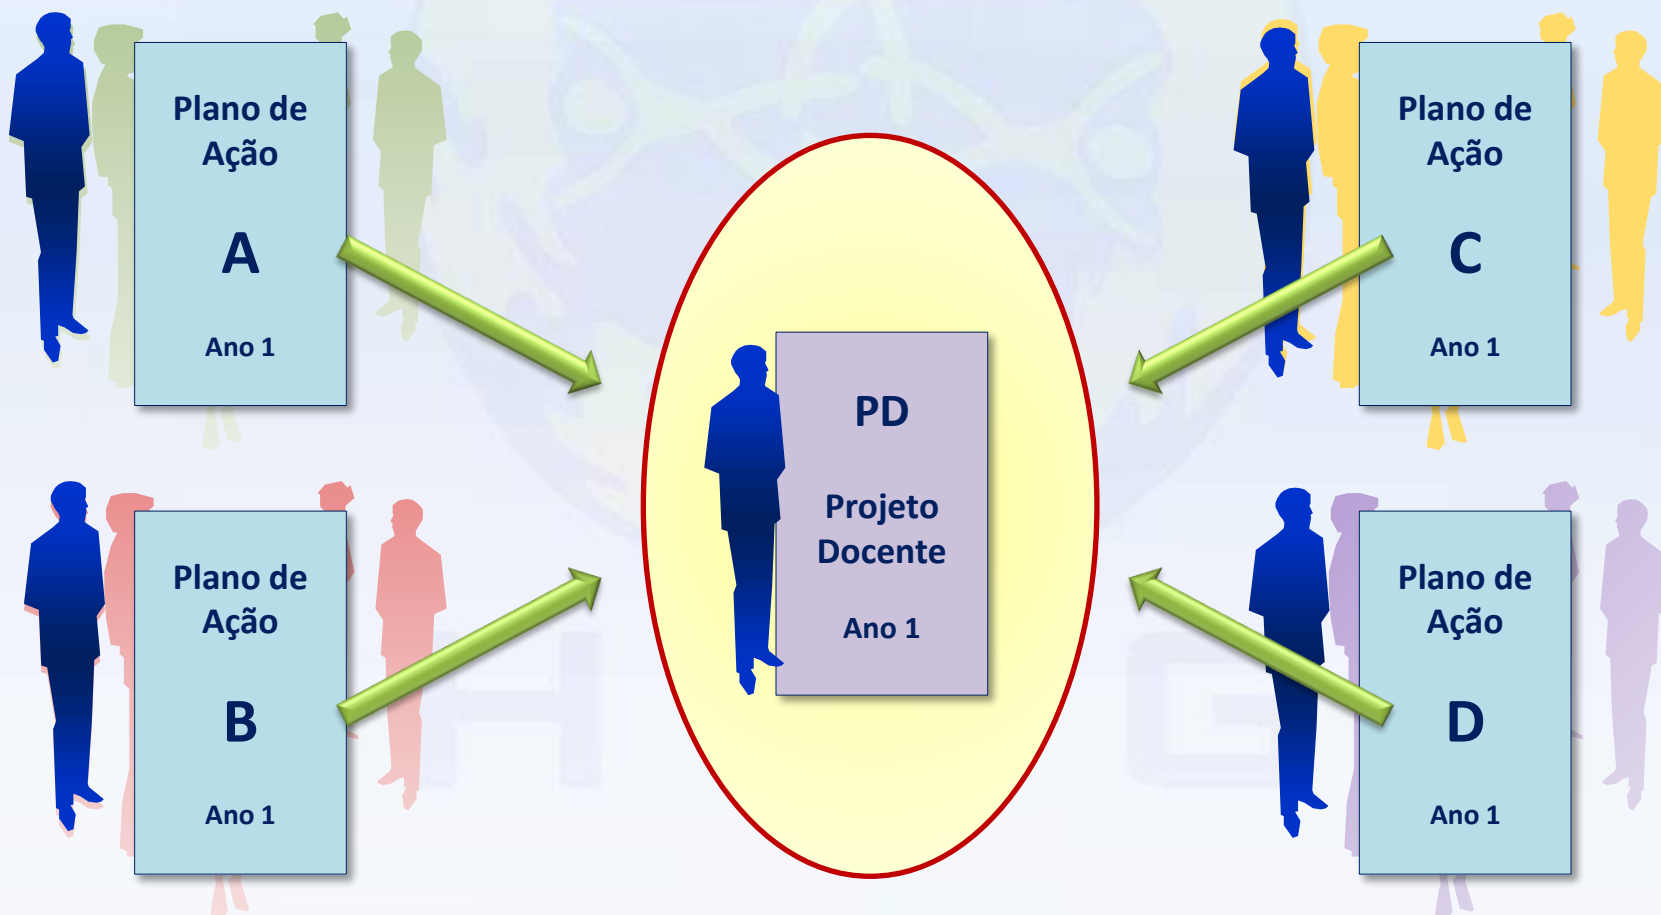 Plano de
Ação
A
Ano 1
Plano de
Ação
B
Ano 1
PD
Projeto
Docente
Ano 1
Plano de
Ação
C
Ano 1
Plano de
Ação
D
Ano 1